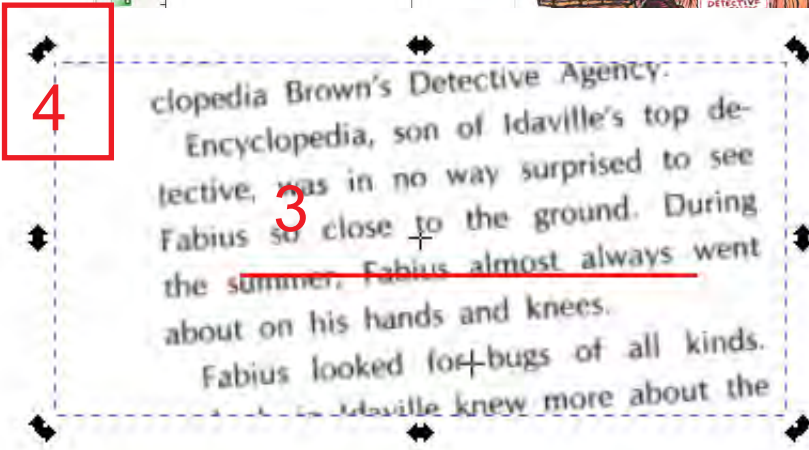 DETECTIVE
4
clopedia Brown's Detective Agency.
Encyclopedia, son of Idaville's top de-
tective, was in no way surprised to see
3
Fabius so close to the ground. During
the summer, Fabius almost always went
about on his hands and knees.
Fabius looked for bugs of all kinds.
in Idaville knew more about the